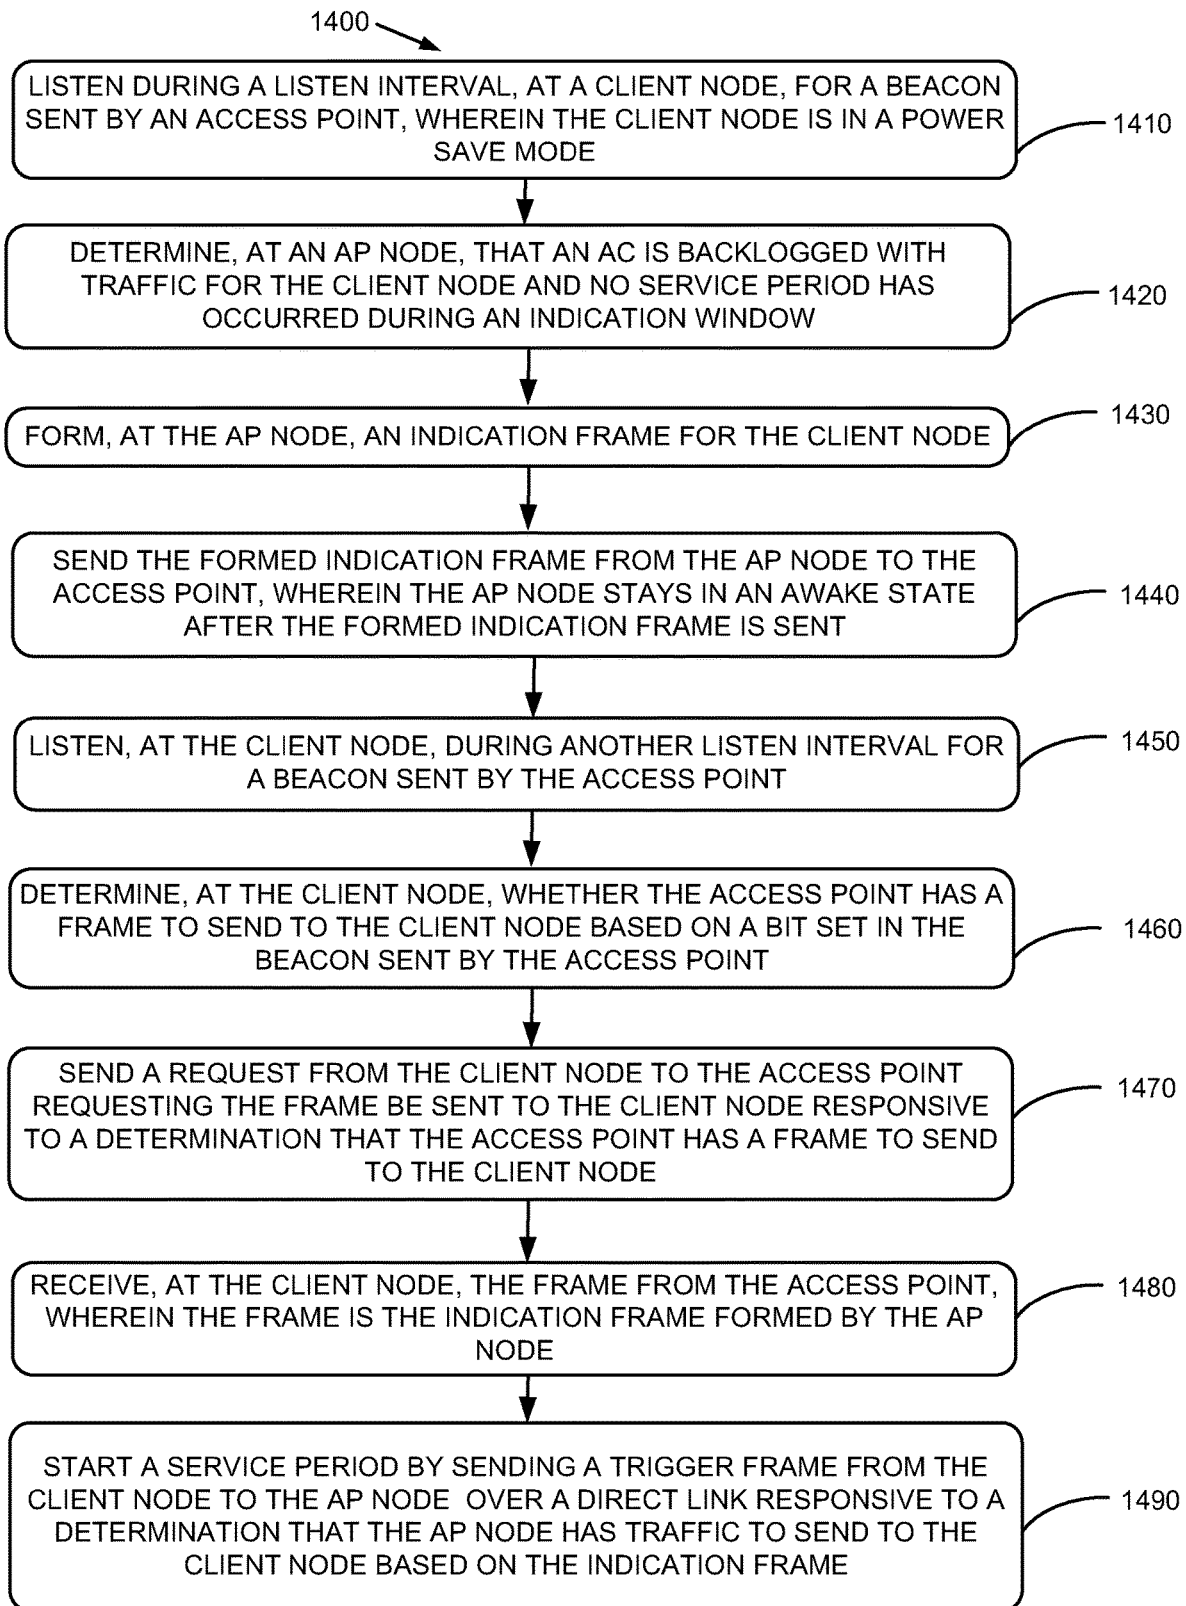 1400
LISTEN DURING A LISTEN INTERVAL, AT A CLIENT NODE, FOR A BEACON
SENT BY AN ACCESS POINT, WHEREIN THE CLIENT NODE IS IN A POWER
SAVE MODE
1410
DETERMINE, AT AN AP NODE, THAT AN AC IS BACKLOGGED WITH
TRAFFIC FOR THE CLIENT NODE AND NO SERVICE PERIOD HAS
OCCURRED DURING AN INDICATION WINDOW
1420
FORM, AT THE AP NODE, AN INDICATION FRAME FOR THE CLIENT NODE
1430
SEND THE FORMED INDICATION FRAME FROM THE AP NODE TO THE
ACCESS POINT, WHEREIN THE AP NODE STAYS IN AN AWAKE STATE
AFTER THE FORMED INDICATION FRAME IS SENT
1440
LISTEN, AT THE CLIENT NODE, DURING ANOTHER LISTEN INTERVAL FOR
A BEACON SENT BY THE ACCESS POINT
1450
DETERMINE, AT THE CLIENT NODE, WHETHER THE ACCESS POINT HAS A
FRAME TO SEND TO THE CLIENT NODE BASED ON A BIT SET IN THE
BEACON SENT BY THE ACCESS POINT
1460
SEND A REQUEST FROM THE CLIENT NODE TO THE ACCESS POINT
REQUESTING THE FRAME BE SENT TO THE CLIENT NODE RESPONSIVE
TO A DETERMINATION THAT THE ACCESS POINT HAS A FRAME TO SEND
TO THE CLIENT NODE
1470
RECEIVE, AT THE CLIENT NODE, THE FRAME FROM THE ACCESS POINT,
WHEREIN THE FRAME IS THE INDICATION FRAME FORMED BY THE AP
NODE
1480
START A SERVICE PERIOD BY SENDING A TRIGGER FRAME FROM THE
CLIENT NODE TO THE AP NODE OVER A DIRECT LINK RESPONSIVE TO A
DETERMINATION THAT THE AP NODE HAS TRAFFIC TO SEND TO THE
CLIENT NODE BASED ON THE INDICATION FRAME
1490